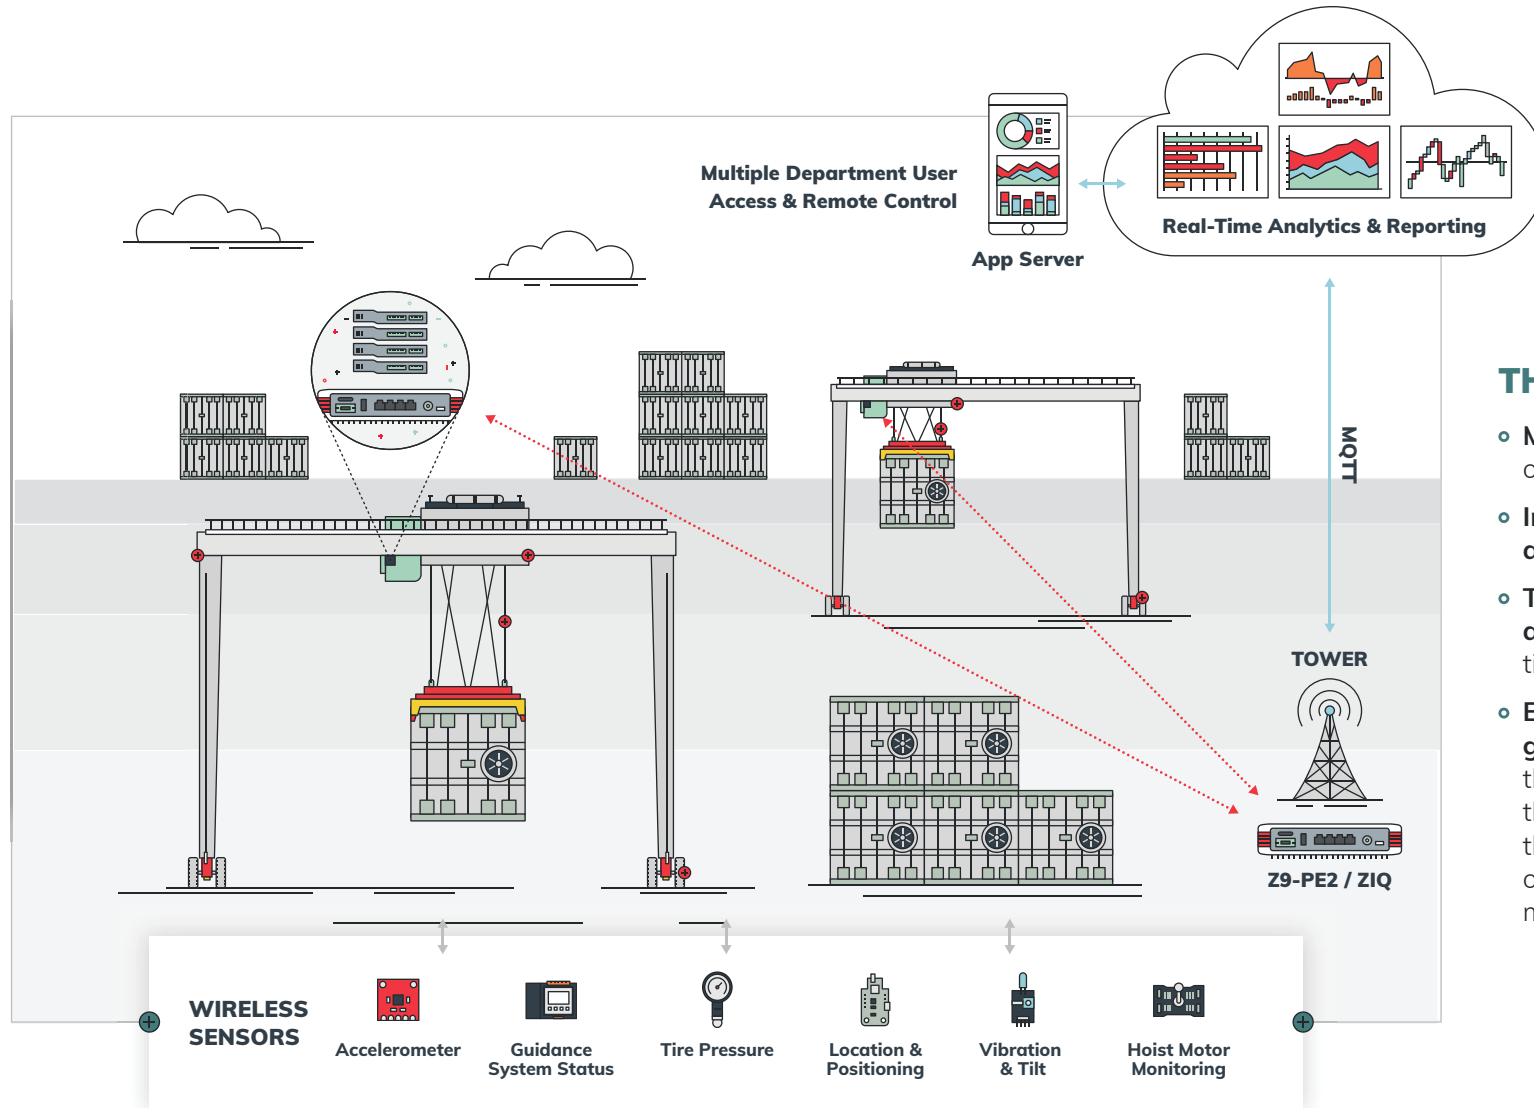 Multiple Department User
Access & Remote Control
App Server
Real-Time Analytics & Reporting
MQTT
TOWER
Z9-PE2 / ZIQ
WIRELESS
SENSORS
Accelerometer
Guidance
System Status
Tire Pressure
Location &
Positioning
Vibration
& Tilt
Hoist Motor
Monitoring